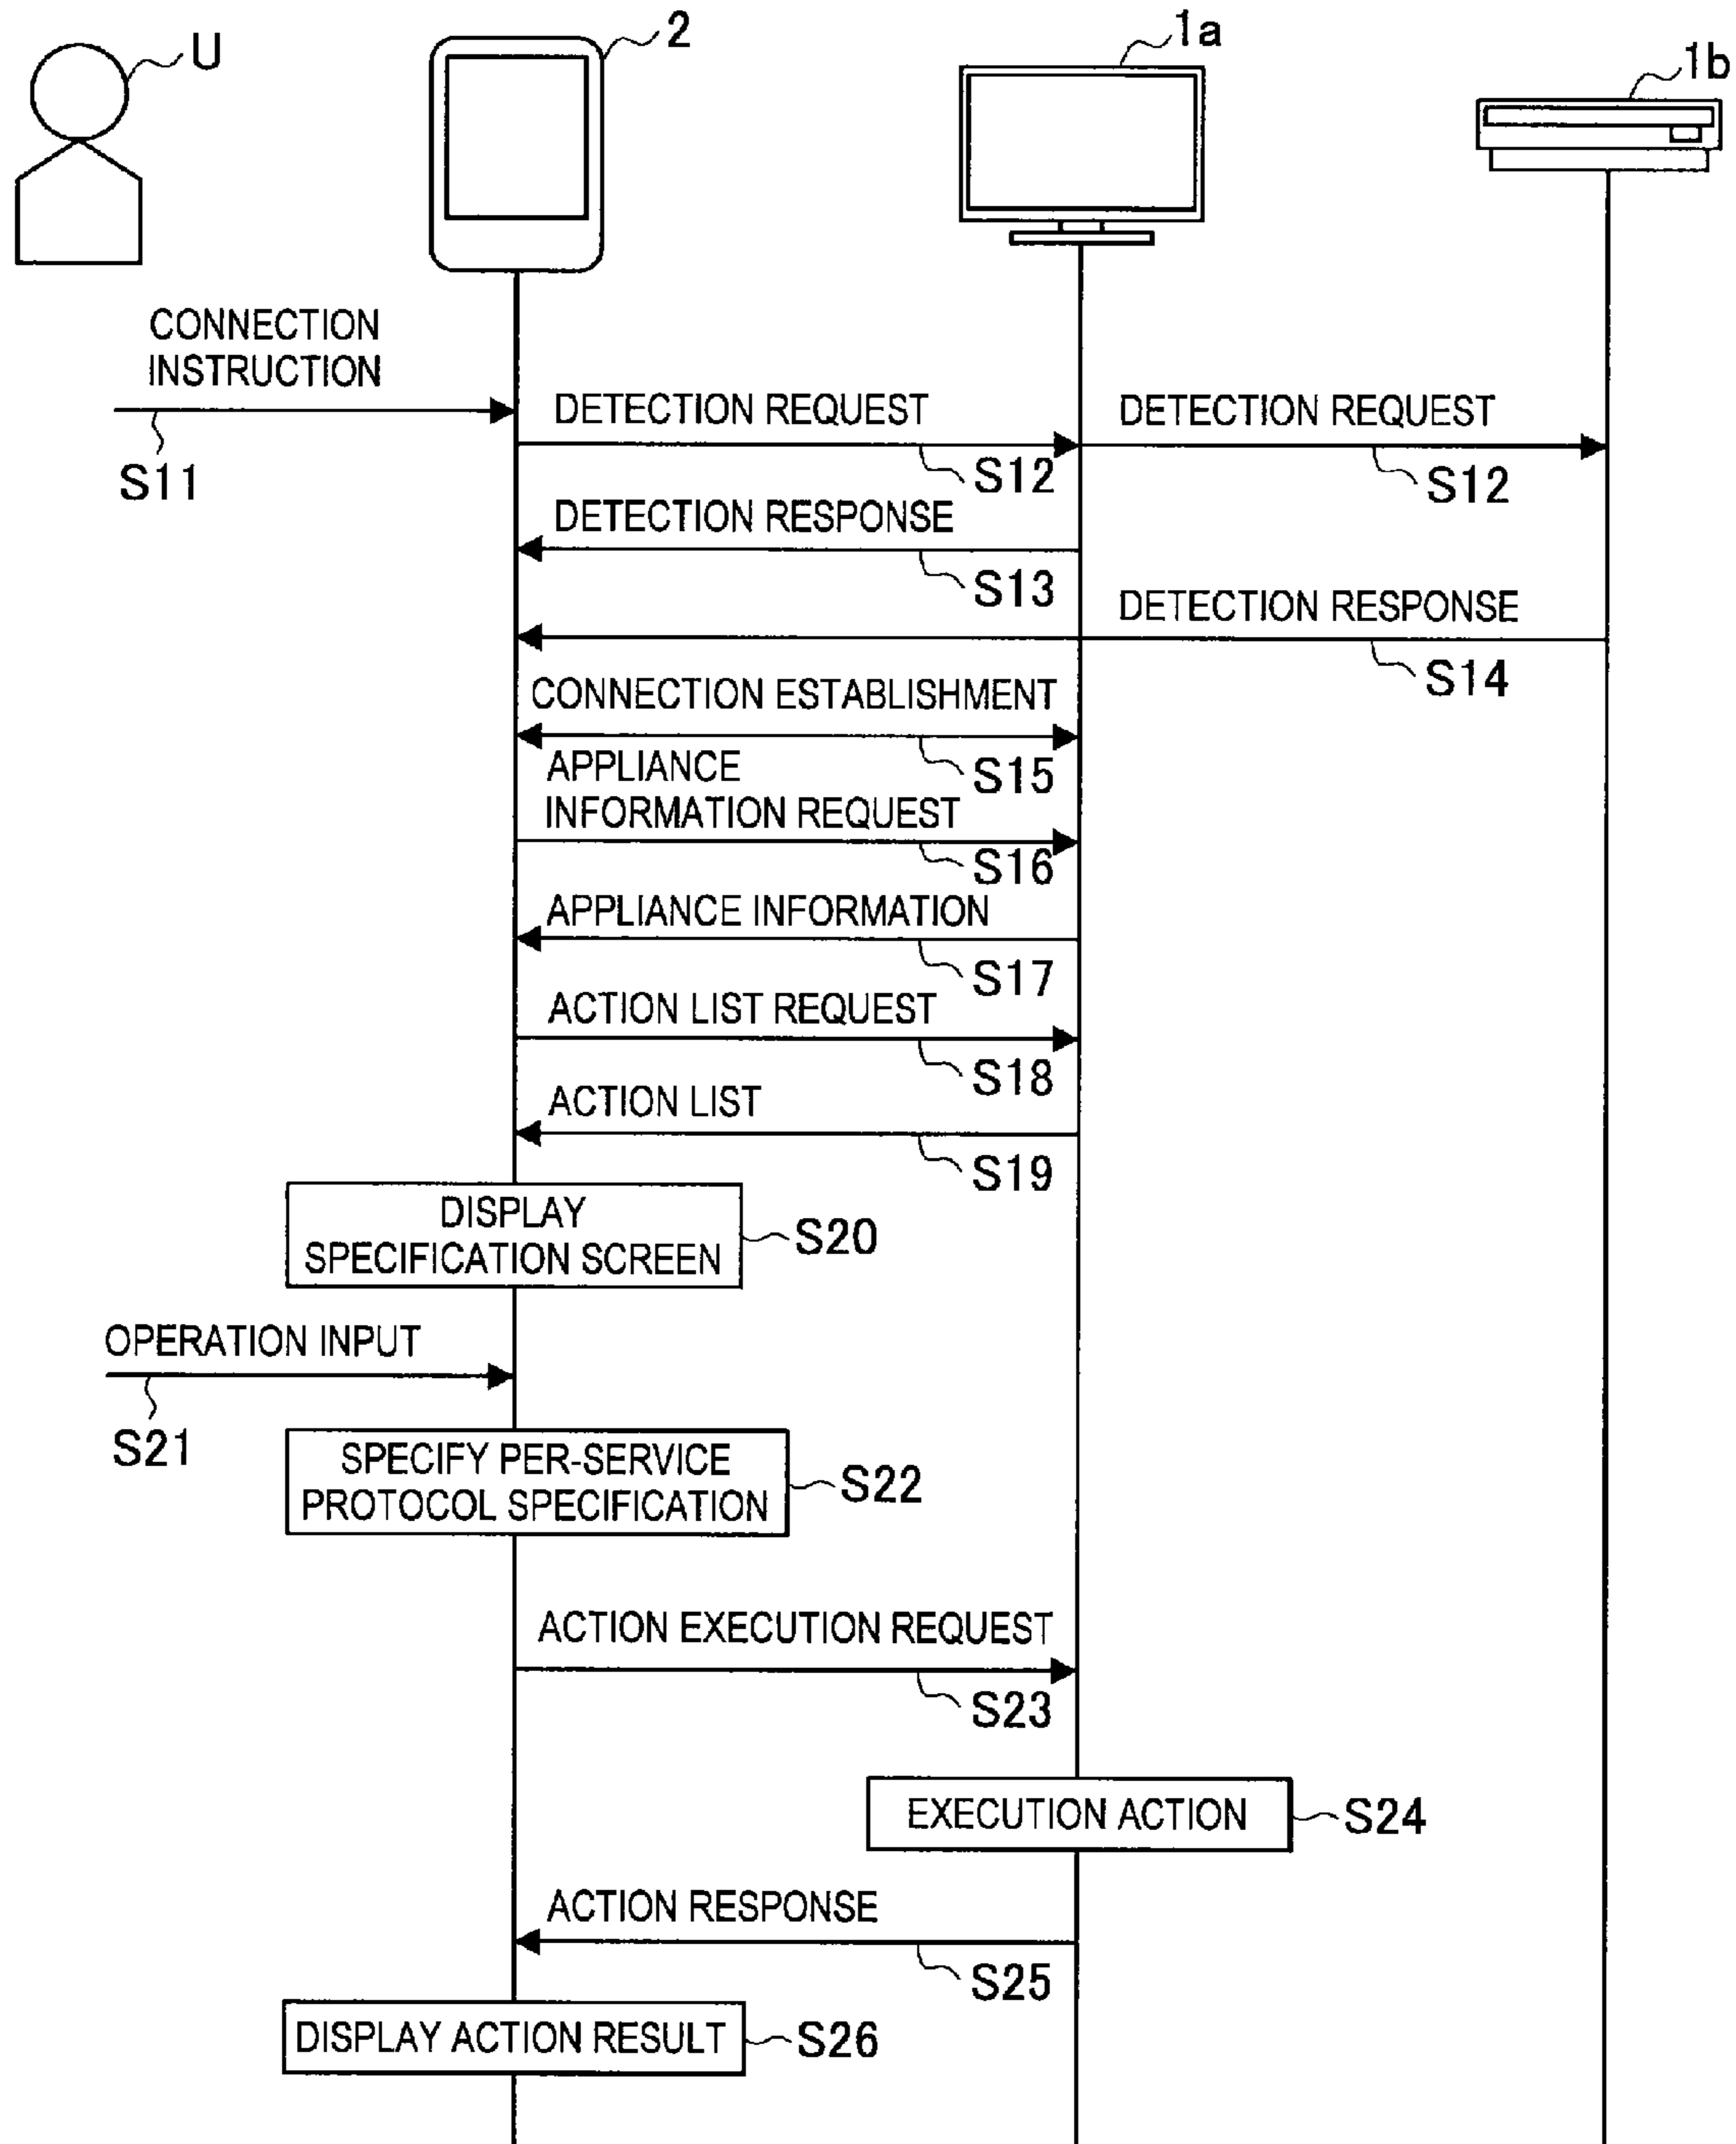 U
2
1a
1b
CONNECTION
INSTRUCTION
S11
DETECTION REQUEST
S12
DETECTION REQUEST
S12
DETECTION RESPONSE
S13
DETECTION RESPONSE
S14
CONNECTION ESTABLISHMENT
S15
APPLIANCE
INFORMATION REQUEST
S16
APPLIANCE INFORMATION
S17
ACTION LIST REQUEST
S18
ACTION LIST
S19
DISPLAY
SPECIFICATION SCREEN
S20
OPERATION INPUT
S21
SPECIFY PER-SERVICE
PROTOCOL SPECIFICATION
S22
ACTION EXECUTION REQUEST
S23
EXECUTION ACTION
S24
ACTION RESPONSE
S25
DISPLAY ACTION RESULT
S26